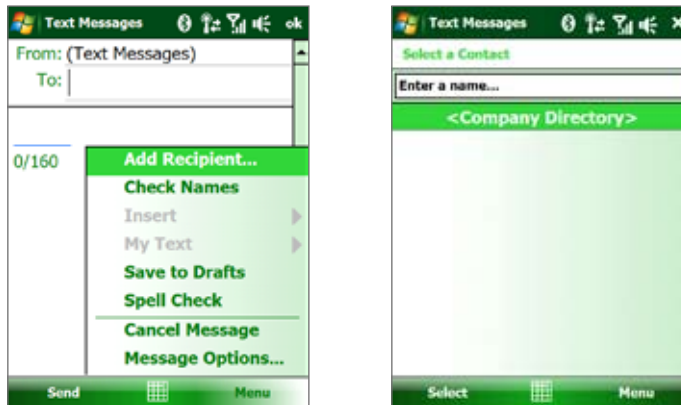 Text Messages ok
From: (Text Messages)
To:
0/160
Add Recipient...
Check Names
Insert
My Text
Save to Drafts
Spell Check
Cancel Message
Message Options...
Send Menu
Text Messages
Select a Contact
Enter a name...
<Company Directory>
Select Menu